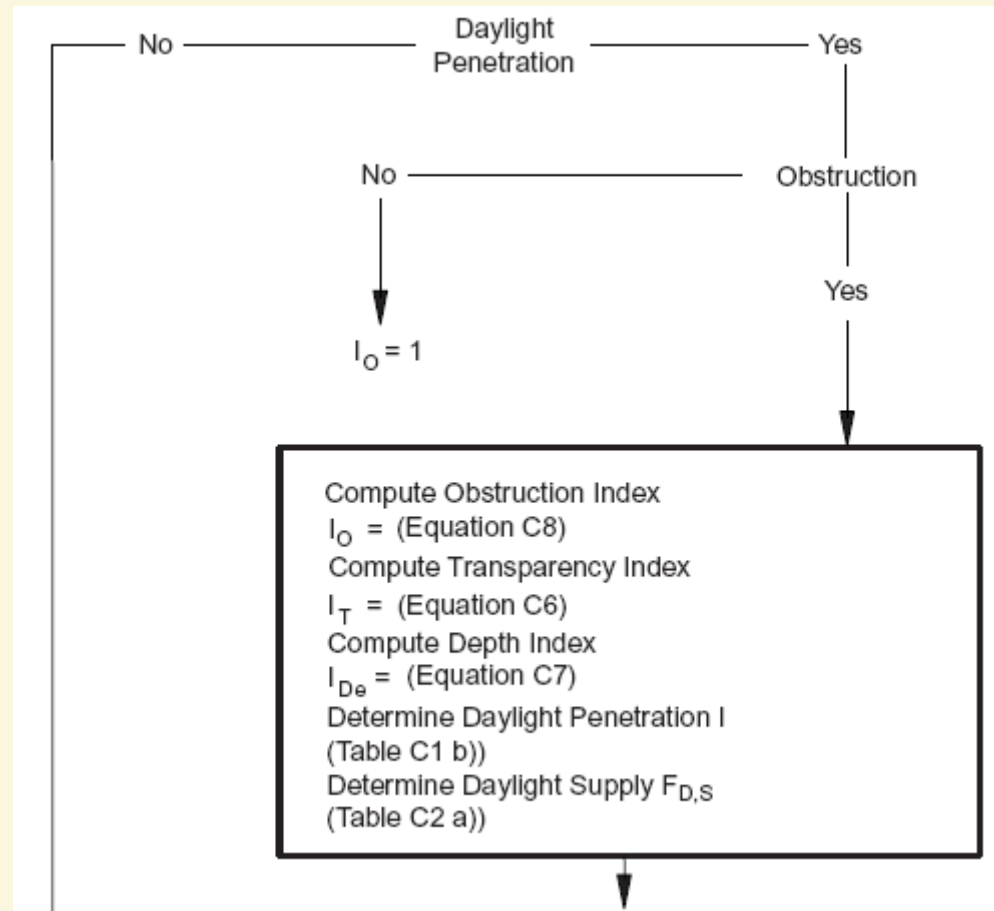 No
Daylight
Penetration
Yes
No
Obstruction
Yes
I_O = 1
Compute Obstruction Index
I_O = (Equation C8)
Compute Transparency Index
I_T = (Equation C6)
Compute Depth Index
I_De = (Equation C7)
Determine Daylight Penetration I
(Table C1 b))
Determine Daylight Supply F_D,S
(Table C2 a))